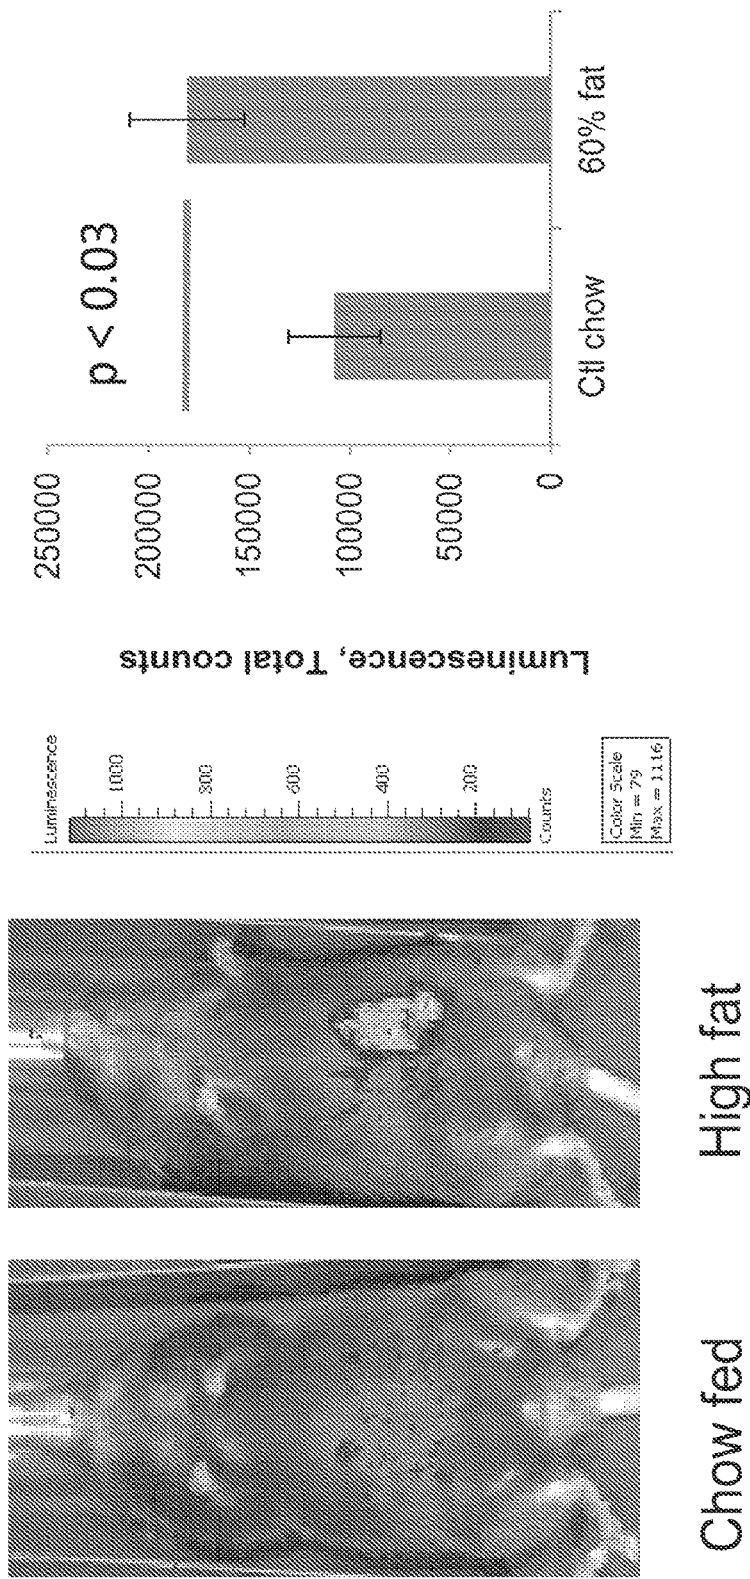 p < 0.03
250000
200000
150000
100000
50000
0
Ctl chow
60% fat
Luminescence, Total counts
Luminescence
1000
800
600
400
200
Counts
Color Scale
Min = 79
Max = 1116
Chow fed
High fat